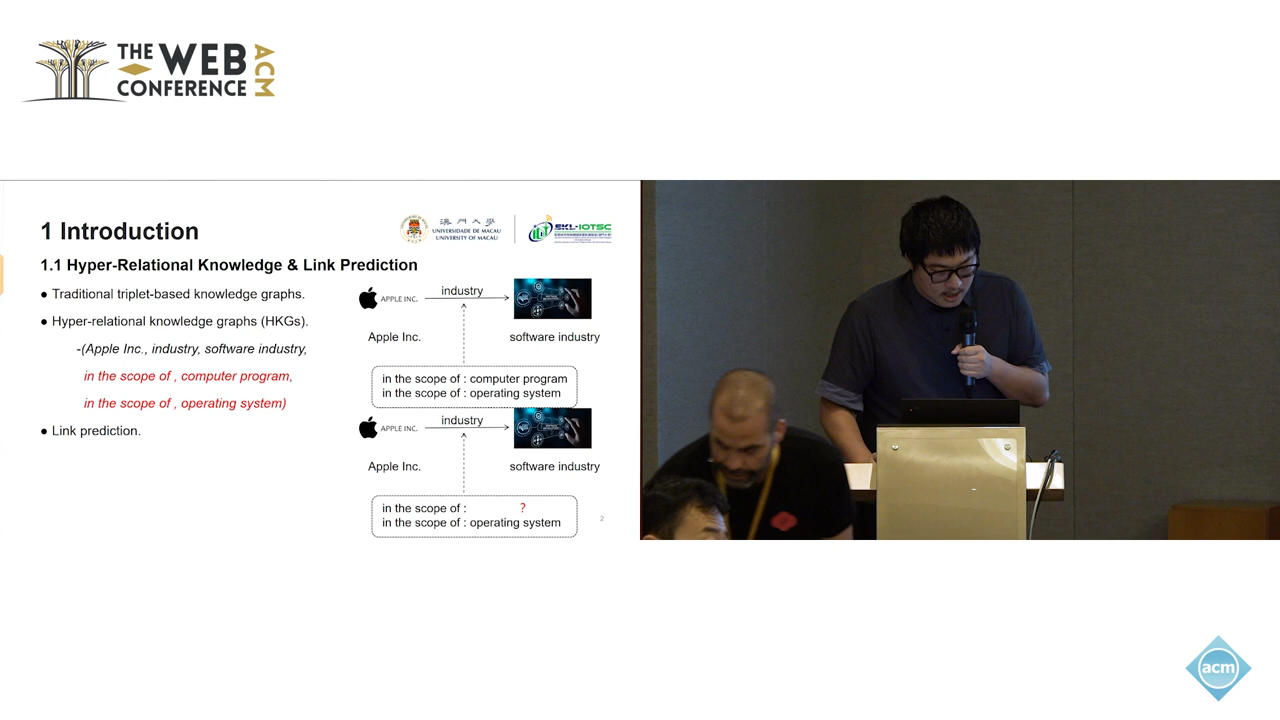 THE WEB CONFERENCE
ACM
1 Introduction
澳門大學
UNIVERSIDADE DE MACAU
UNIVERSITY OF MACAU
SKL-IOTSC
1.1 Hyper-Relational Knowledge & Link Prediction
● Traditional triplet-based knowledge graphs.
● Hyper-relational knowledge graphs (HKGs).
-(Apple Inc., industry, software industry,
in the scope of , computer program,
in the scope of , operating system)
● Link prediction.
APPLE INC.
industry
Apple Inc.
software industry
in the scope of : computer program
in the scope of : operating system
APPLE INC.
industry
Apple Inc.
software industry
in the scope of : ?
in the scope of : operating system
2
acm